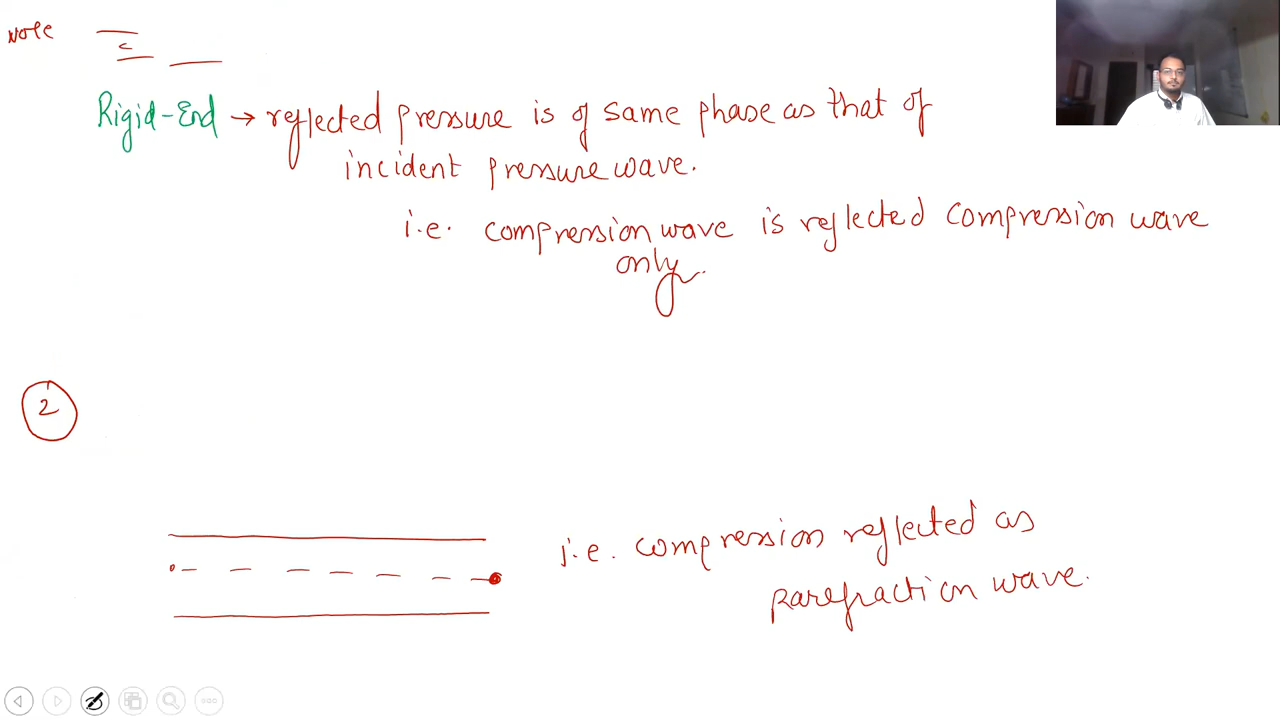 Note
Rigid-End → reflected pressure is of same phase as that of
incident pressure wave.
i.e. compression wave is reflected compression wave
only.
2
i.e. compression reflected as
rarefraction wave.